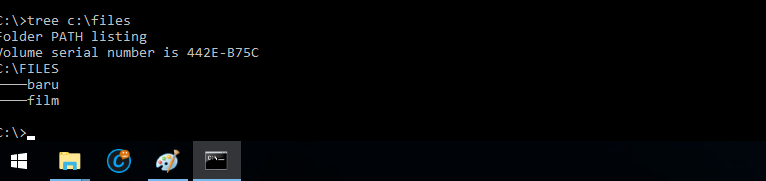 C:\>tree c:\files
Folder PATH listing
Volume serial number is 442E-B75C
C:\FILES
────baru
────film
C:\>